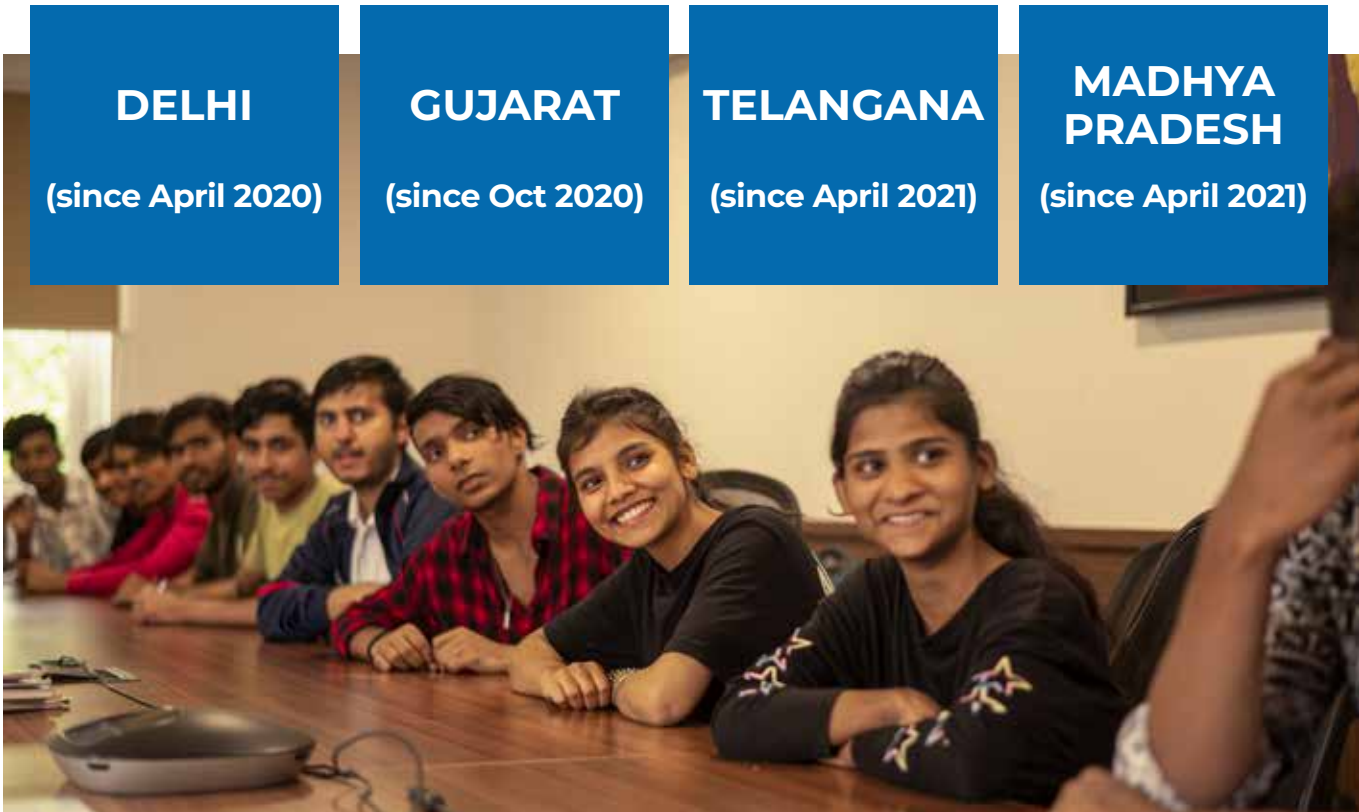 DELHI
(since April 2020)
GUJARAT
(since Oct 2020)
TELANGANA
(since April 2021)
MADHYA
PRADESH
(since April 2021)